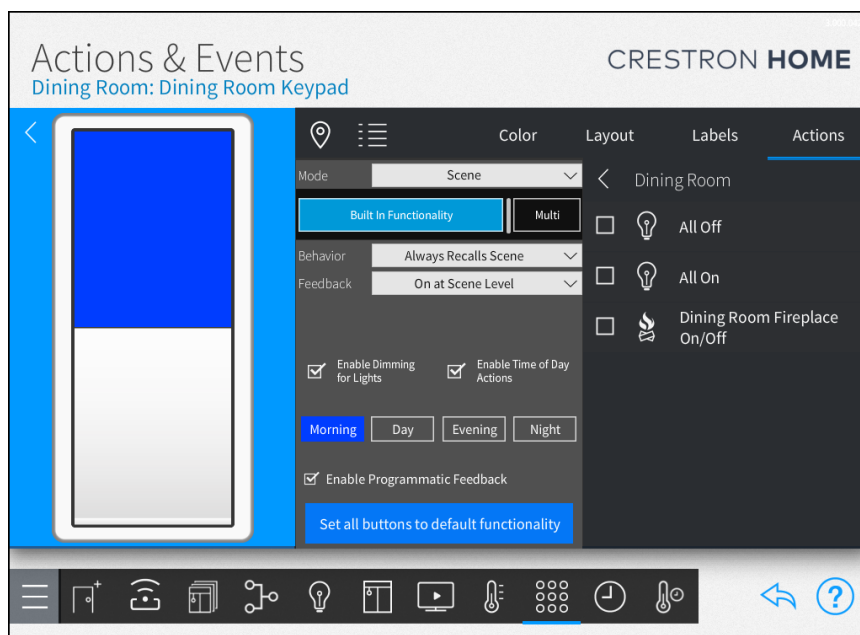 Actions & Events
Dining Room: Dining Room Keypad
CRESTRON HOME
Color
Layout
Labels
Actions
Mode
Scene
Built In Functionality
Multi
Behavior
Always Recalls Scene
Feedback
On at Scene Level
Enable Dimming
for Lights
Enable Time of Day
Actions
Morning
Day
Evening
Night
Enable Programmatic Feedback
Set all buttons to default functionality
Dining Room
All Off
All On
Dining Room Fireplace
On/Off
?